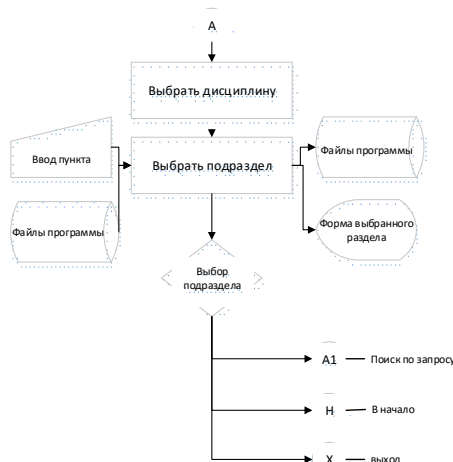 А
Выбрать дисциплину
Ввод пункта
Выбрать подраздел
Файлы программы
Файлы программы
Форма выбранного
раздела
Выбор
подраздела
А1
Поиск по запросу
Н
В начало
Х
выход